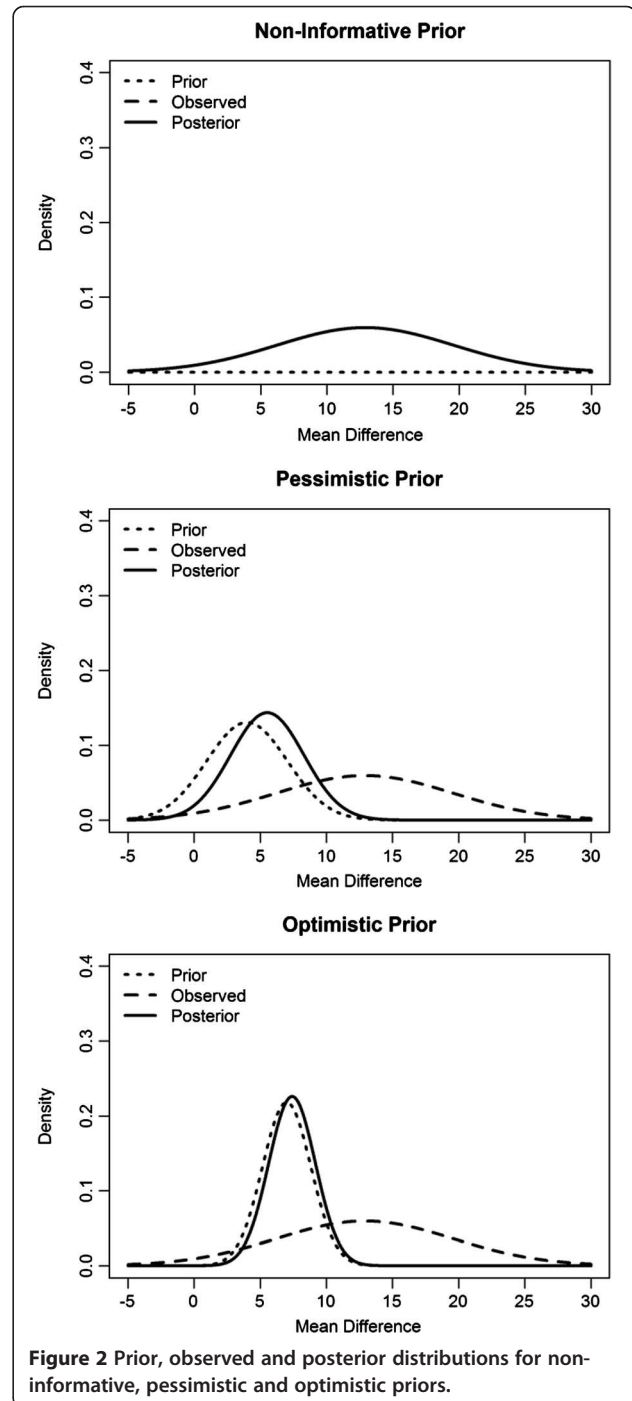 Non-Informative Prior
Prior
Observed
Posterior
Density
0.4
0.3
0.2
0.1
0.0
-5 0 5 10 15 20 25 30
Mean Difference
Pessimistic Prior
Prior
Observed
Posterior
Density
0.4
0.3
0.2
0.1
0.0
-5 0 5 10 15 20 25 30
Mean Difference
Optimistic Prior
Prior
Observed
Posterior
Density
0.4
0.3
0.2
0.1
0.0
-5 0 5 10 15 20 25 30
Mean Difference
Figure 2 Prior, observed and posterior distributions for non-
informative, pessimistic and optimistic priors.